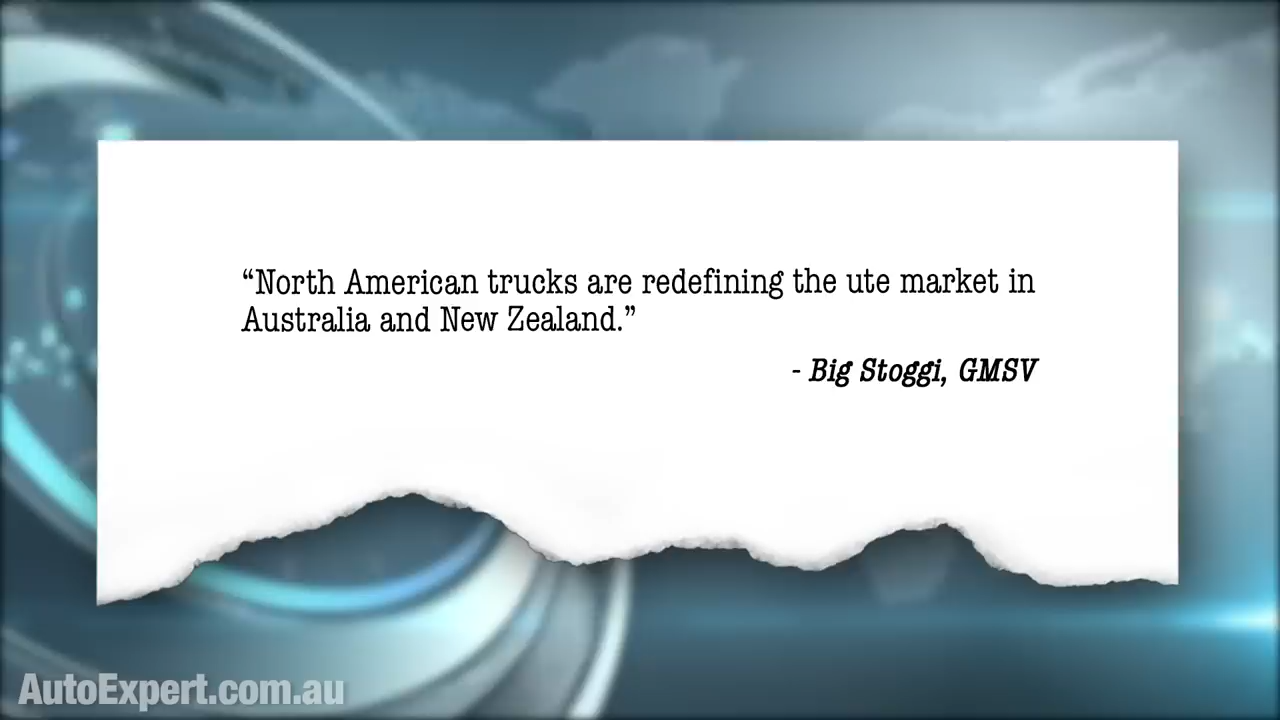 “North American trucks are redefining the ute market in
Australia and New Zealand.”
- Big Stoggi, GMSV
AutoExpert.com.au